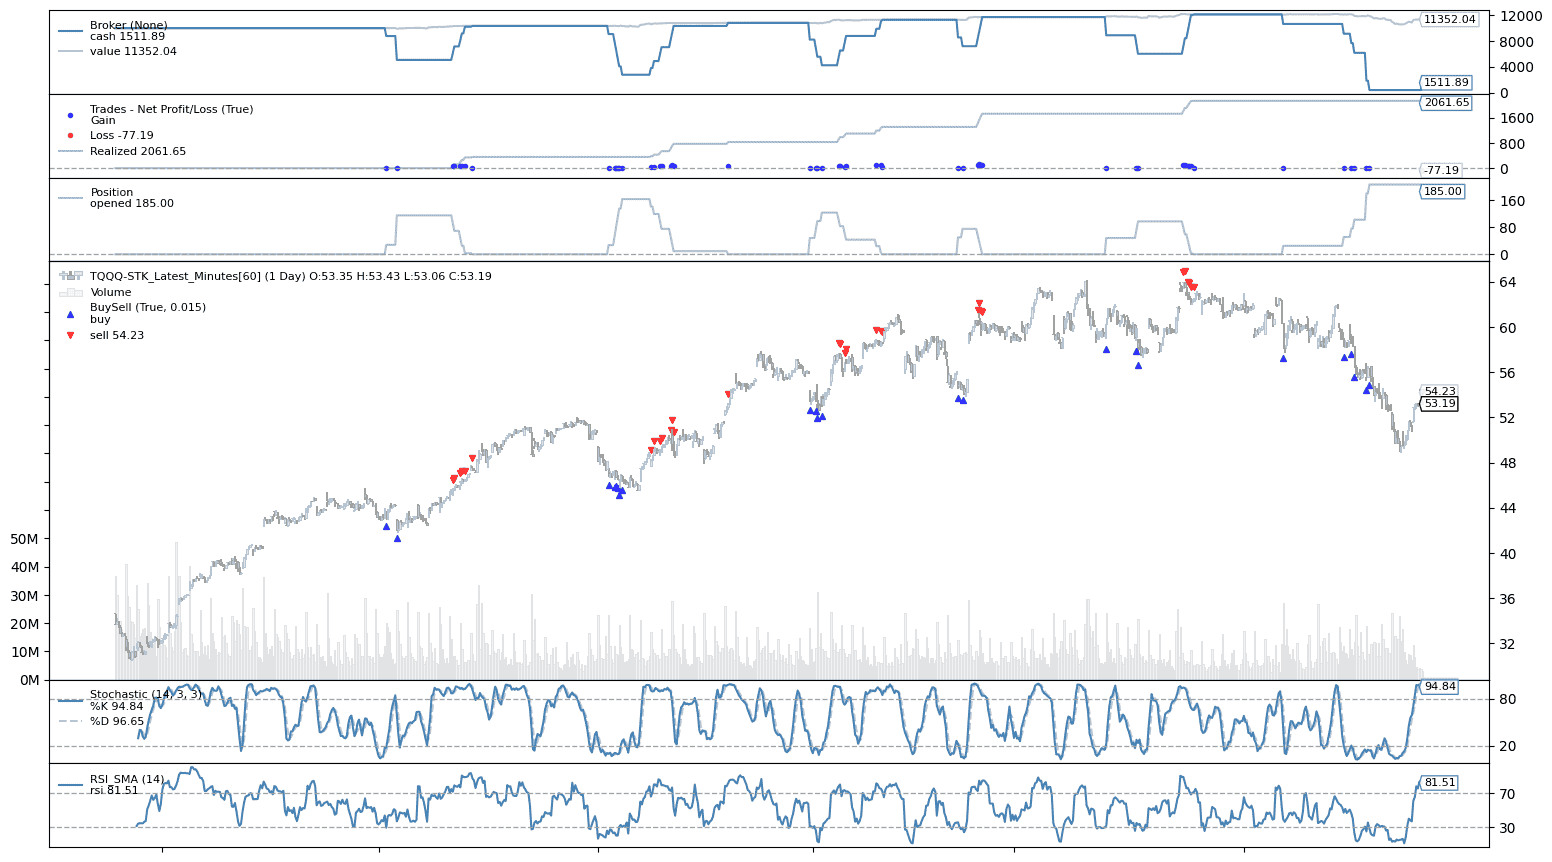 Broker (None)
cash 1511.89
value 11352.04
11352.04
1511.89
12000
8000
4000
0
Trades - Net Profit/Loss (True)
Gain
Loss -77.19
Realized 2061.65
2061.65
-77.19
1600
800
0
Position
opened 185.00
185.00
160
80
0
TQQQ-STK_Latest_Minutes[60] (1 Day) O:53.35 H:53.43 L:53.06 C:53.19
Volume
BuySell (True, 0.015)
buy
sell 54.23
54.23
53.19
64
60
56
52
48
44
40
36
32
50M
40M
30M
20M
10M
0M
Stochastic (14, 3, 3)
%K 94.84
%D 96.65
94.84
80
20
RSI_SMA (14)
rsi 81.51
81.51
70
30